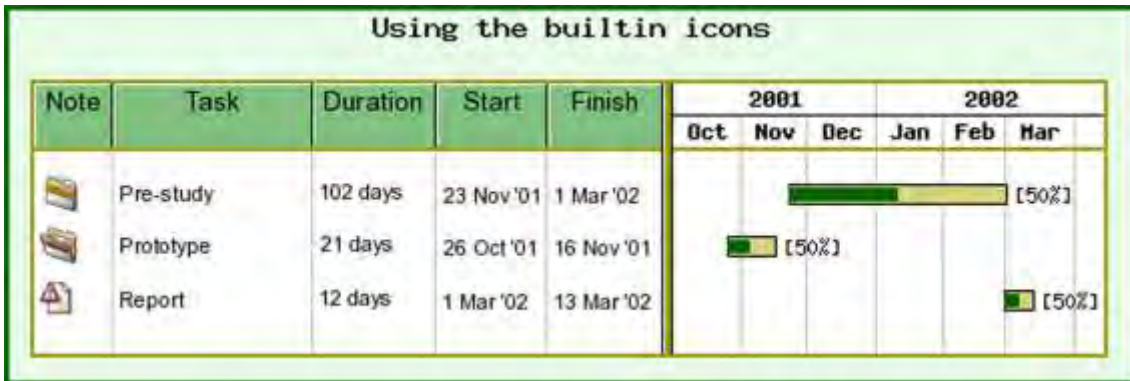 Using the builtin icons
Note Task Duration Start Finish 2001 2002
Oct Nov Dec Jan Feb Mar
Pre-study 102 days 23 Nov '01 1 Mar '02 [50%]
Prototype 21 days 26 Oct '01 16 Nov '01 [50%]
Report 12 days 1 Mar '02 13 Mar '02 [50%]